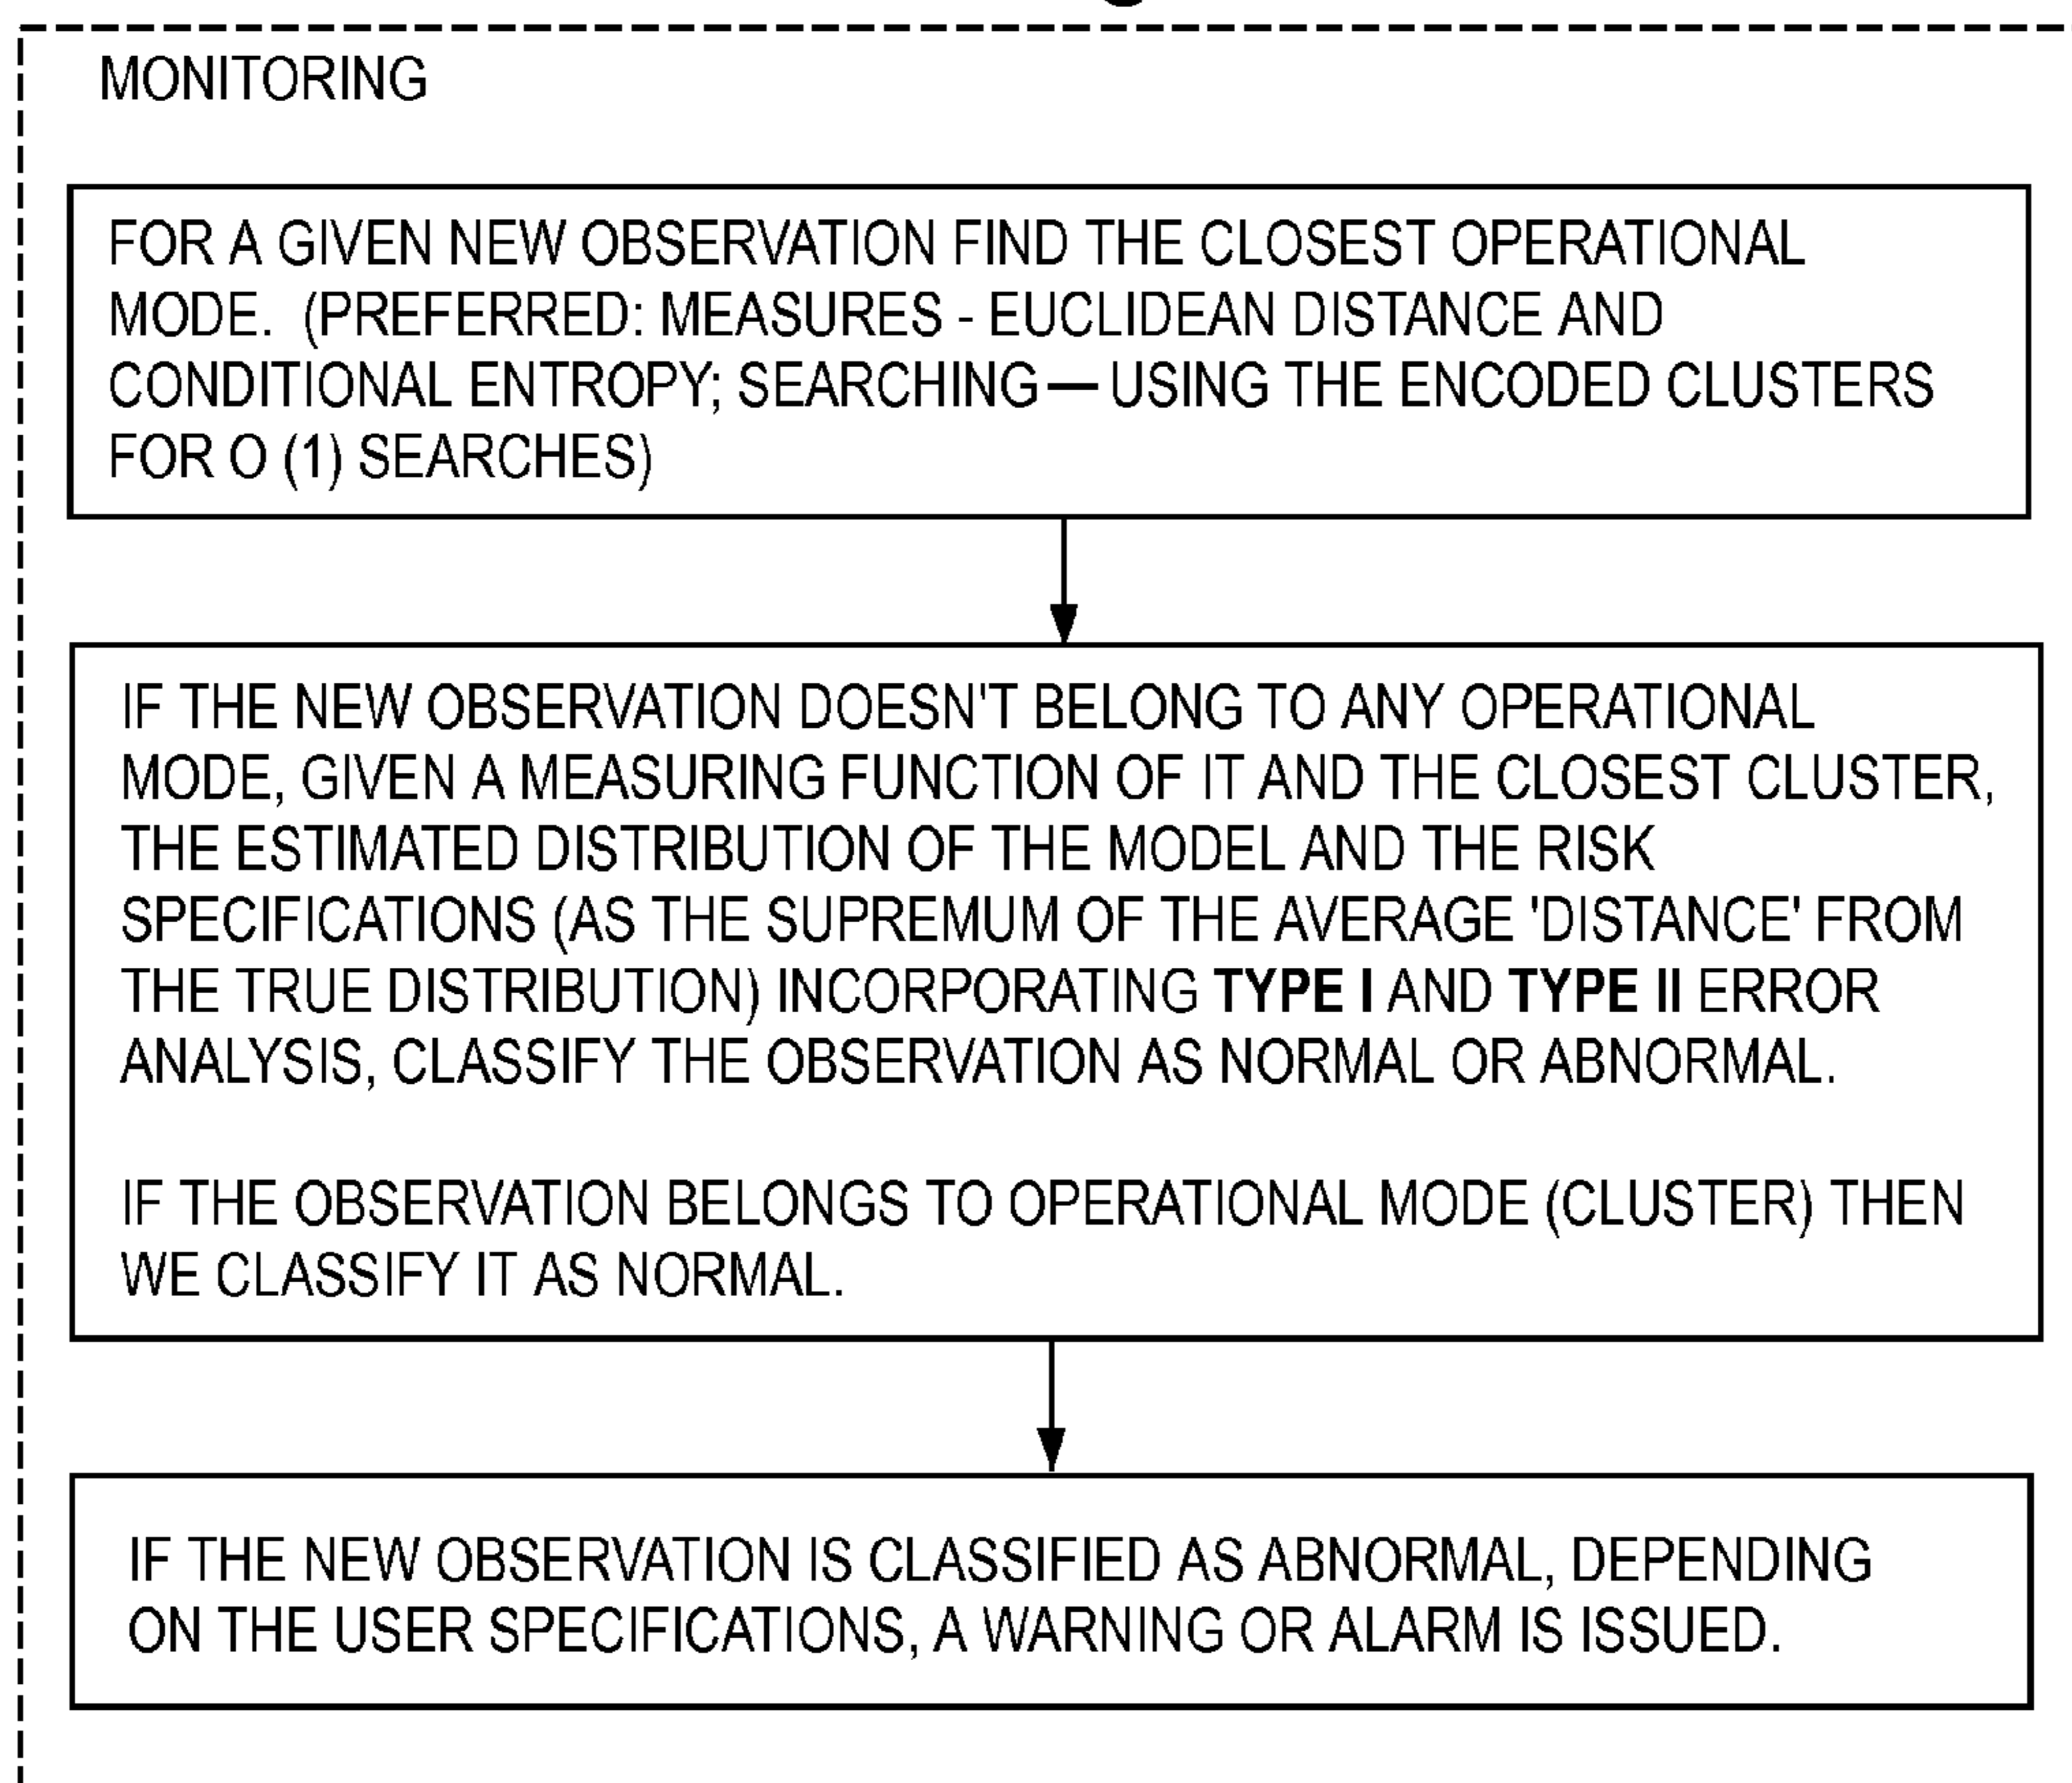 MONITORING
FOR A GIVEN NEW OBSERVATION FIND THE CLOSEST OPERATIONAL
MODE. (PREFERRED: MEASURES - EUCLIDEAN DISTANCE AND
CONDITIONAL ENTROPY; SEARCHING— USING THE ENCODED CLUSTERS
FOR O (1) SEARCHES)
IF THE NEW OBSERVATION DOESN'T BELONG TO ANY OPERATIONAL
MODE, GIVEN A MEASURING FUNCTION OF IT AND THE CLOSEST CLUSTER,
THE ESTIMATED DISTRIBUTION OF THE MODEL AND THE RISK
SPECIFICATIONS (AS THE SUPREMUM OF THE AVERAGE 'DISTANCE' FROM
THE TRUE DISTRIBUTION) INCORPORATING TYPE I AND TYPE II ERROR
ANALYSIS, CLASSIFY THE OBSERVATION AS NORMAL OR ABNORMAL.
IF THE OBSERVATION BELONGS TO OPERATIONAL MODE (CLUSTER) THEN
WE CLASSIFY IT AS NORMAL.
IF THE NEW OBSERVATION IS CLASSIFIED AS ABNORMAL, DEPENDING
ON THE USER SPECIFICATIONS, A WARNING OR ALARM IS ISSUED.